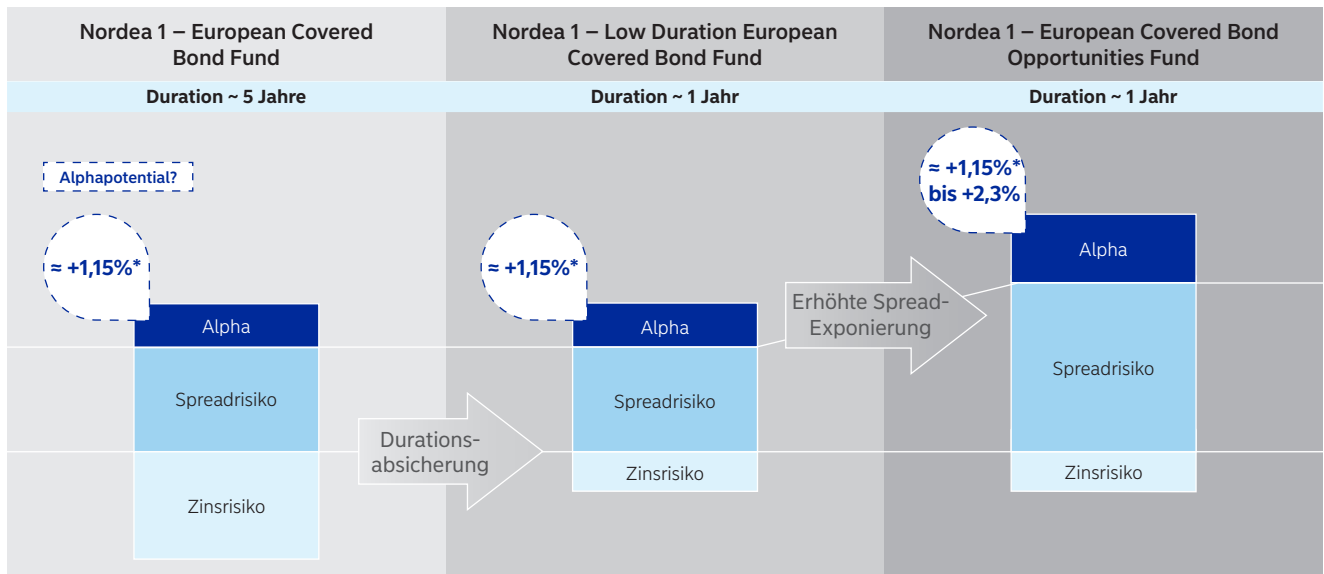 Nordea 1 – European Covered
Bond Fund
Nordea 1 – Low Duration European
Covered Bond Fund
Nordea 1 – European Covered Bond
Opportunities Fund
Duration ~ 5 Jahre
Duration ~ 1 Jahr
Duration ~ 1 Jahr
Alphapotential?
≈ +1,15%*
Alpha
Spreadrisiko
Zinsrisiko
Durations-
absicherung
≈ +1,15%*
Alpha
Spreadrisiko
Zinsrisiko
Erhöhte Spread-
Exponierung
≈ +1,15%*
bis +2,3%
Alpha
Spreadrisiko
Zinsrisiko